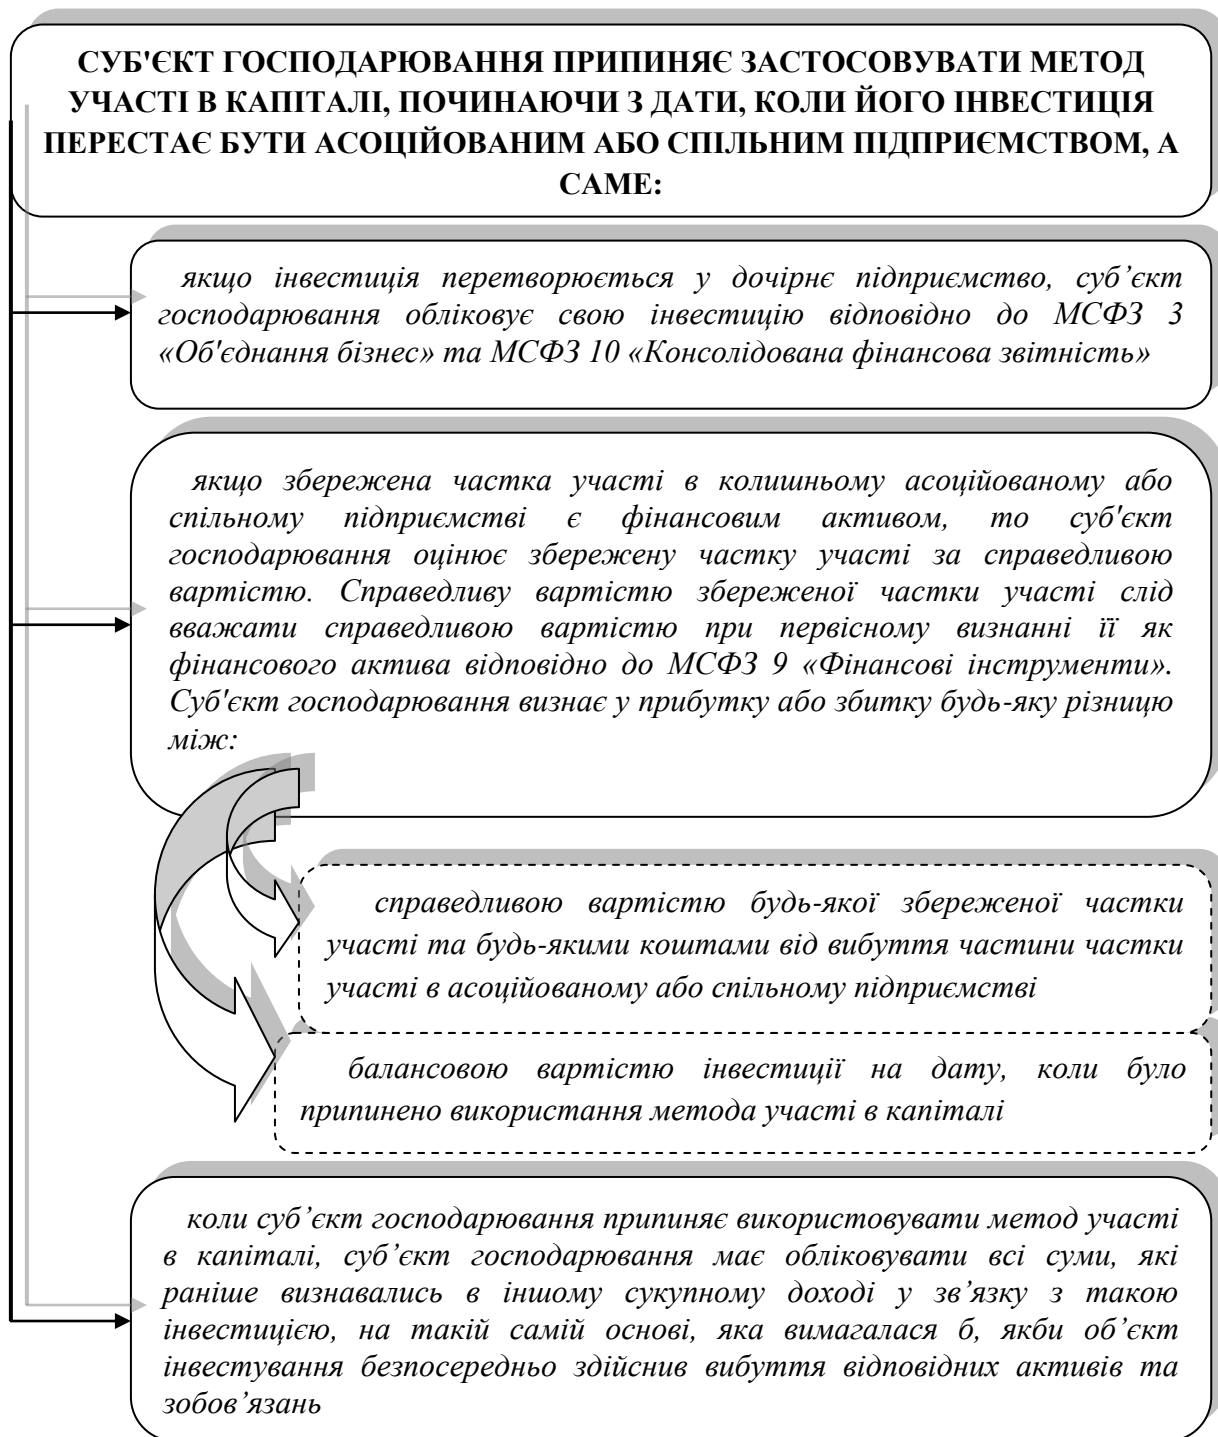 СУБ'ЄКТ ГОСПОДАРЮВАННЯ ПРИПИНЯЄ ЗАСТОСОВУВАТИ МЕТОД
УЧАСТІ В КАПІТАЛІ, ПОЧИНАЮЧИ З ДАТИ, КОЛИ ЙОГО ІНВЕСТИЦІЯ
ПЕРЕСТАЄ БУТИ АСОЦІЙОВАНИМ АБО СПІЛЬНИМ ПІДПРИЄМСТВОМ, А
САМЕ:
якщо інвестиція перетворюється у дочірнє підприємство, суб’єкт
господарювання обліковує свою інвестицію відповідно до МСФЗ 3
«Об'єднання бізнес» та МСФЗ 10 «Консолідована фінансова звітність»
якщо збережена частка участі в колишньому асоційованому або
спільному підприємстві є фінансовим активом, то суб'єкт
господарювання оцінює збережену частку участі за справедливою
вартістю. Справедливу вартістю збереженої частки участі слід
вважати справедливою вартістю при первісному визнанні її як
фінансового актива відповідно до МСФЗ 9 «Фінансові інструменти».
Суб'єкт господарювання визнає у прибутку або збитку будь-яку різницю
між:
справедливою вартістю будь-якої збереженої частки
участі та будь-якими коштами від вибуття частини частки
участі в асоційованому або спільному підприємстві
балансовою вартістю інвестиції на дату, коли було
припинено використання метода участі в капіталі
коли суб’єкт господарювання припиняє використовувати метод участі
в капіталі, суб’єкт господарювання має обліковувати всі суми, які
раніше визнавались в іншому сукупному доході у зв’язку з такою
інвестицією, на такій самій основі, яка вимагалася б, якби об’єкт
інвестування безпосередньо здійснив вибуття відповідних активів та
зобов’язань